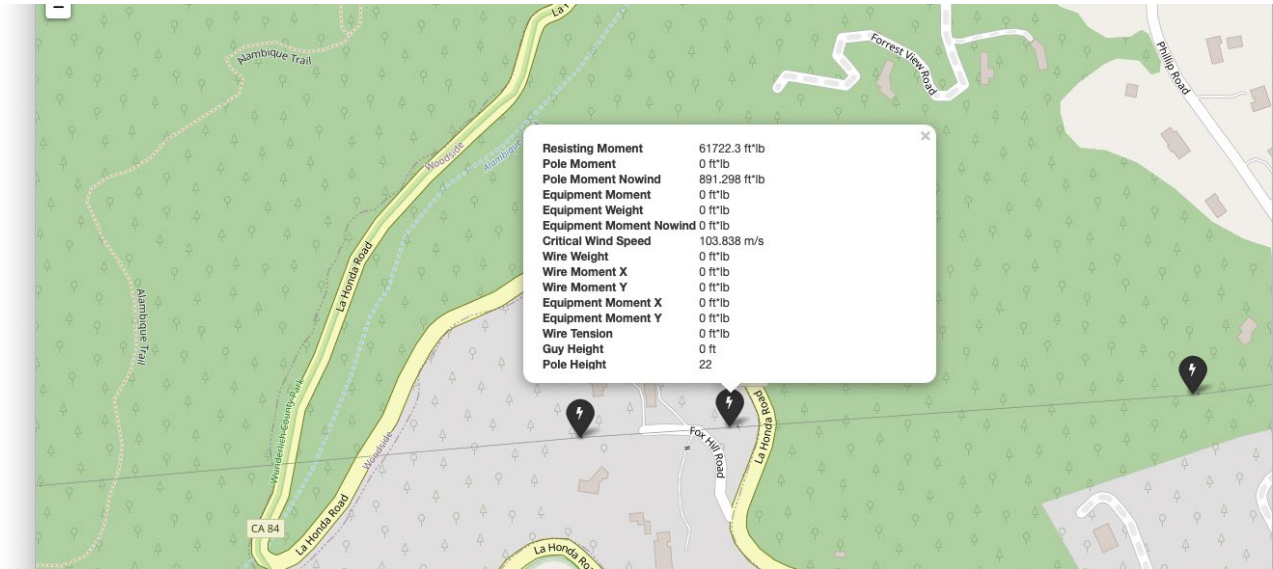 −
La
Alambique Trail
Forrest View Road
Phillip Road
Woodside
La Honda Road
Alambique Trail
Wunderlich County Park
Woodside
La Honda Road
CA 84
×
Resisting Moment 61722.3 ft*lb
Pole Moment 0 ft*lb
Pole Moment Nowind 891.298 ft*lb
Equipment Moment 0 ft*lb
Equipment Weight 0 ft*lb
Equipment Moment Nowind 0 ft*lb
Critical Wind Speed 103.838 m/s
Wire Weight 0 ft*lb
Wire Moment X 0 ft*lb
Wire Moment Y 0 ft*lb
Equipment Moment X 0 ft*lb
Equipment Moment Y 0 ft*lb
Wire Tension 0 ft*lb
Guy Height 0 ft
Pole Height 22
Fox Hill Road
La Honda Road
La Honda Ro